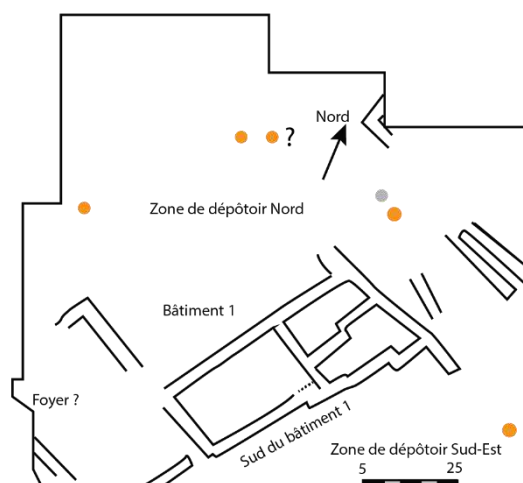 Nord
?
Zone de dépôtoir Nord
Bâtiment 1
Foyer ?
Sud du bâtiment 1
Zone de dépôtoir Sud-Est
5 25